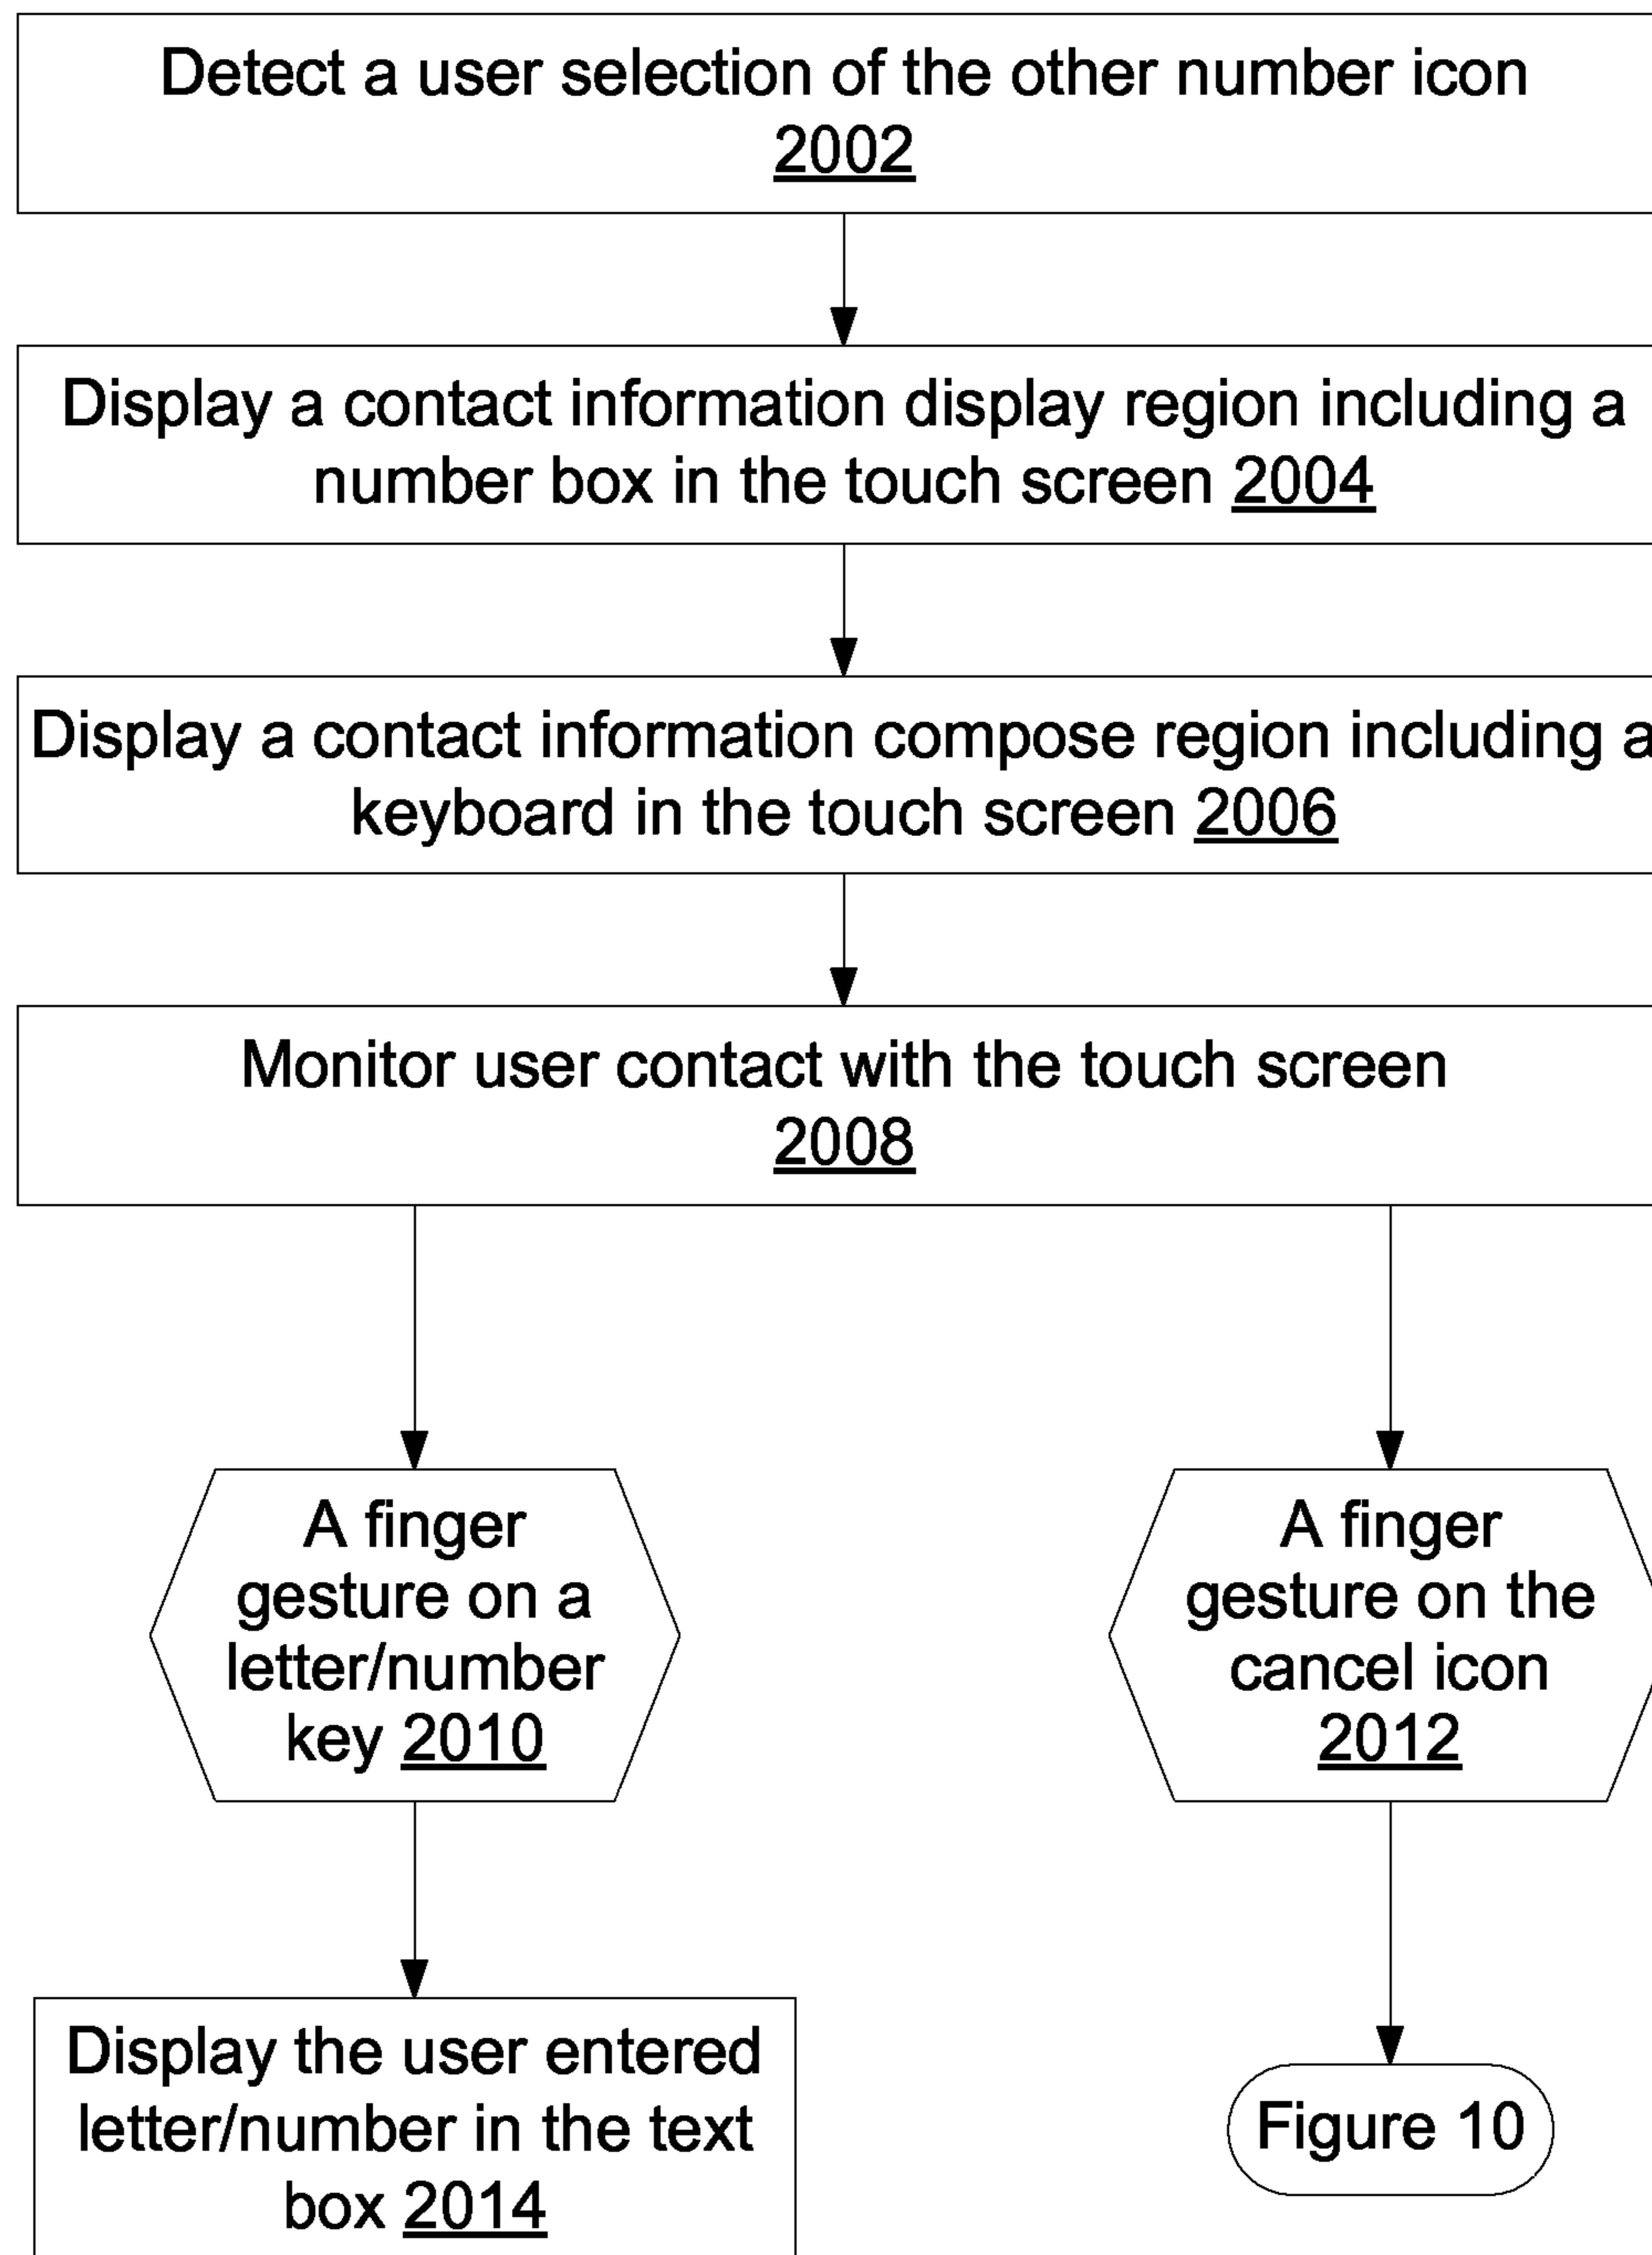 Detect a user selection of the other number icon
2002
Display a contact information display region including a
number box in the touch screen 2004
Display a contact information compose region including a
keyboard in the touch screen 2006
Monitor user contact with the touch screen
2008
A finger
gesture on a
letter/number
key 2010
A finger
gesture on the
cancel icon
2012
Display the user entered
letter/number in the text
box 2014
Figure 10